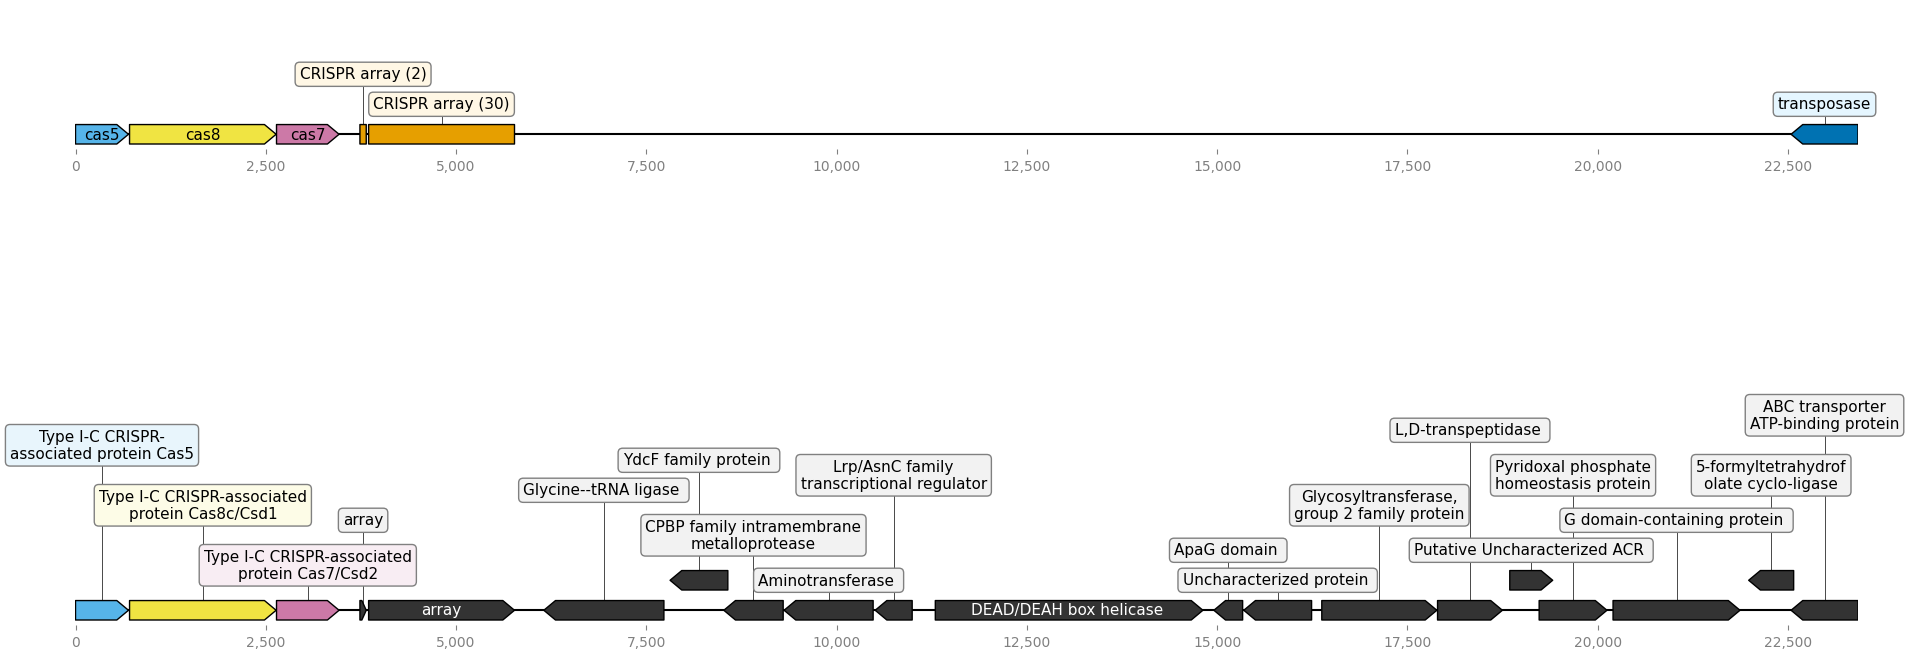 CRISPR array (2)
CRISPR array (30)
transposase
cas5
cas8
cas7
0
2,500
5,000
7,500
10,000
12,500
15,000
17,500
20,000
22,500
ABC transporter
ATP-binding protein
L,D-transpeptidase
Type I-C CRISPR-
associated protein Cas5
YdcF family protein
Lrp/AsnC family
transcriptional regulator
Pyridoxal phosphate
homeostasis protein
5-formyltetrahydrof
olate cyclo-ligase
Glycine--tRNA ligase
Type I-C CRISPR-associated
protein Cas8c/Csd1
Glycosyltransferase,
group 2 family protein
array
G domain-containing protein
CPBP family intramembrane
metalloprotease
ApaG domain
Putative Uncharacterized ACR
Type I-C CRISPR-associated
protein Cas7/Csd2
Aminotransferase
Uncharacterized protein
array
DEAD/DEAH box helicase
0
2,500
5,000
7,500
10,000
12,500
15,000
17,500
20,000
22,500